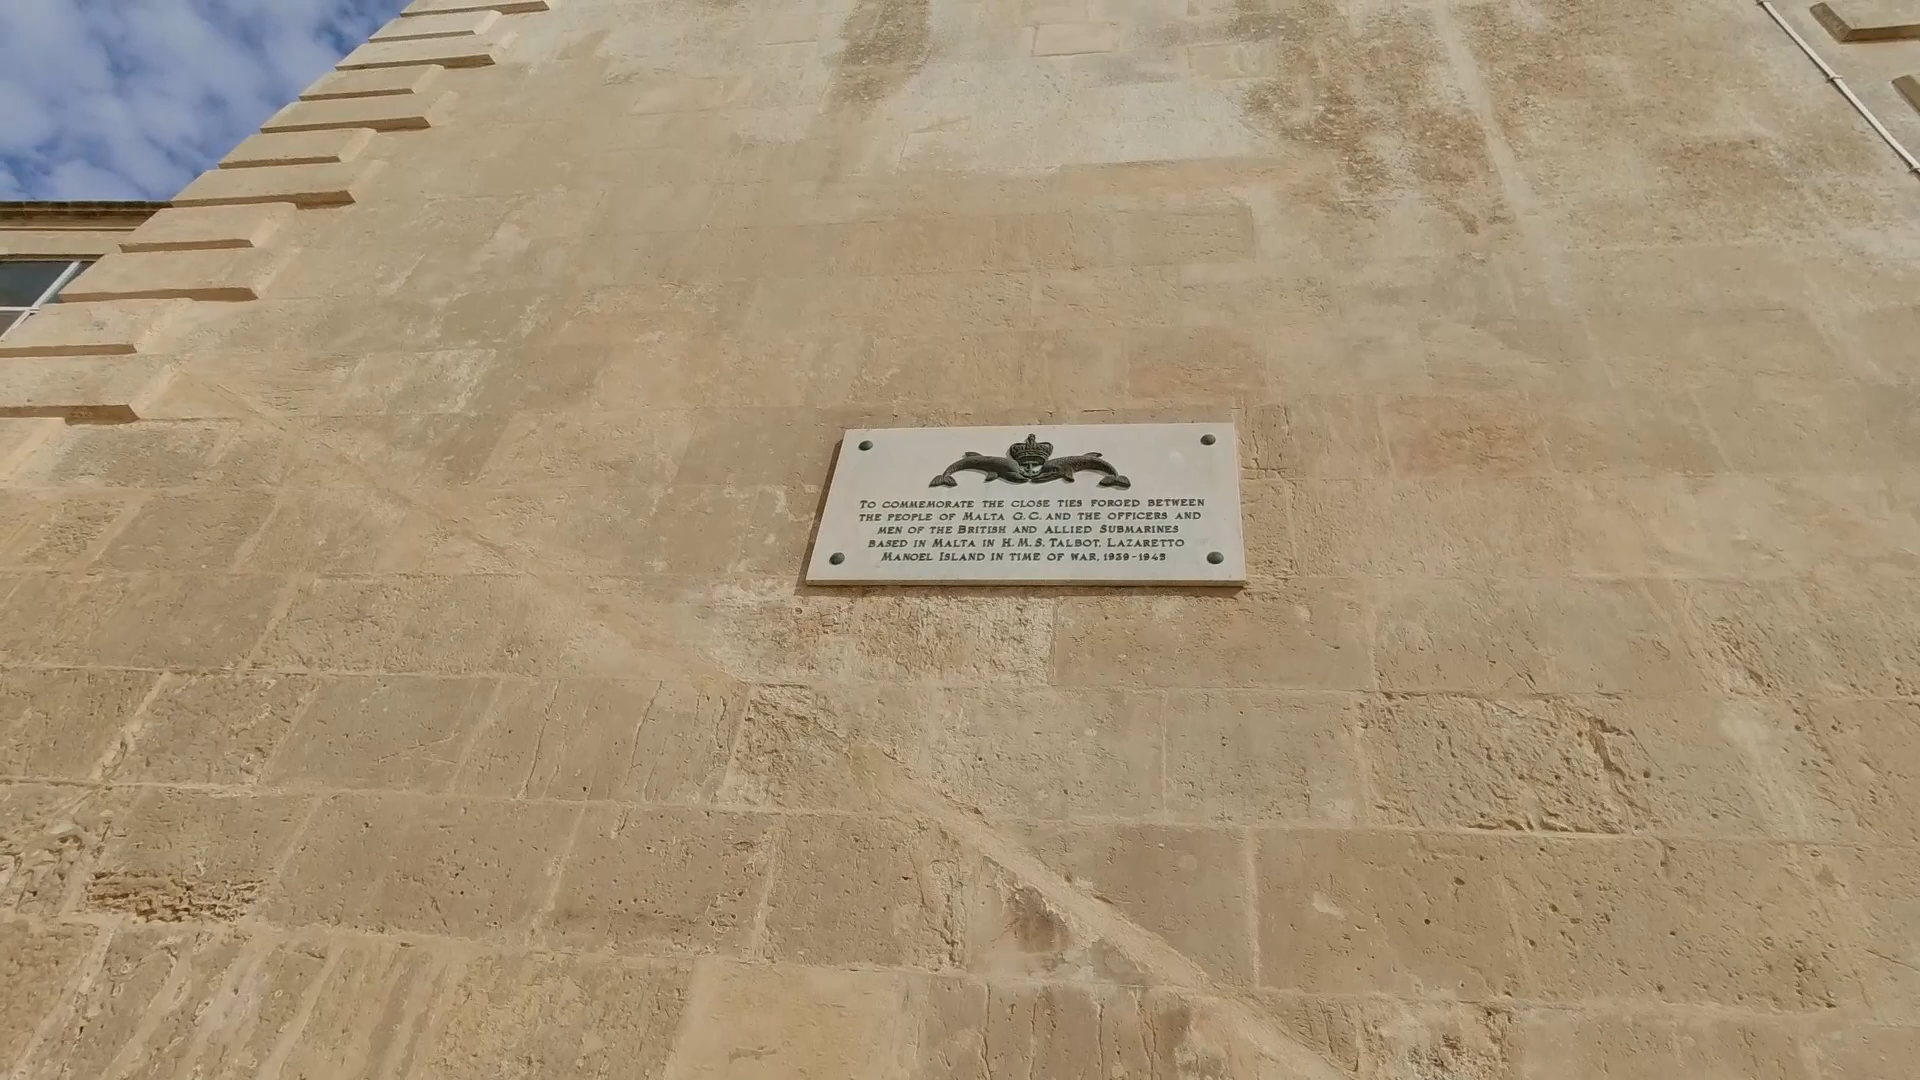 To commemorate the close ties forged between
the people of Malta G.C. and the officers and
men of the British and Allied Submarines
based in Malta in H.M.S. Talbot, Lazaretto
Manoel Island in time of war, 1939-1945